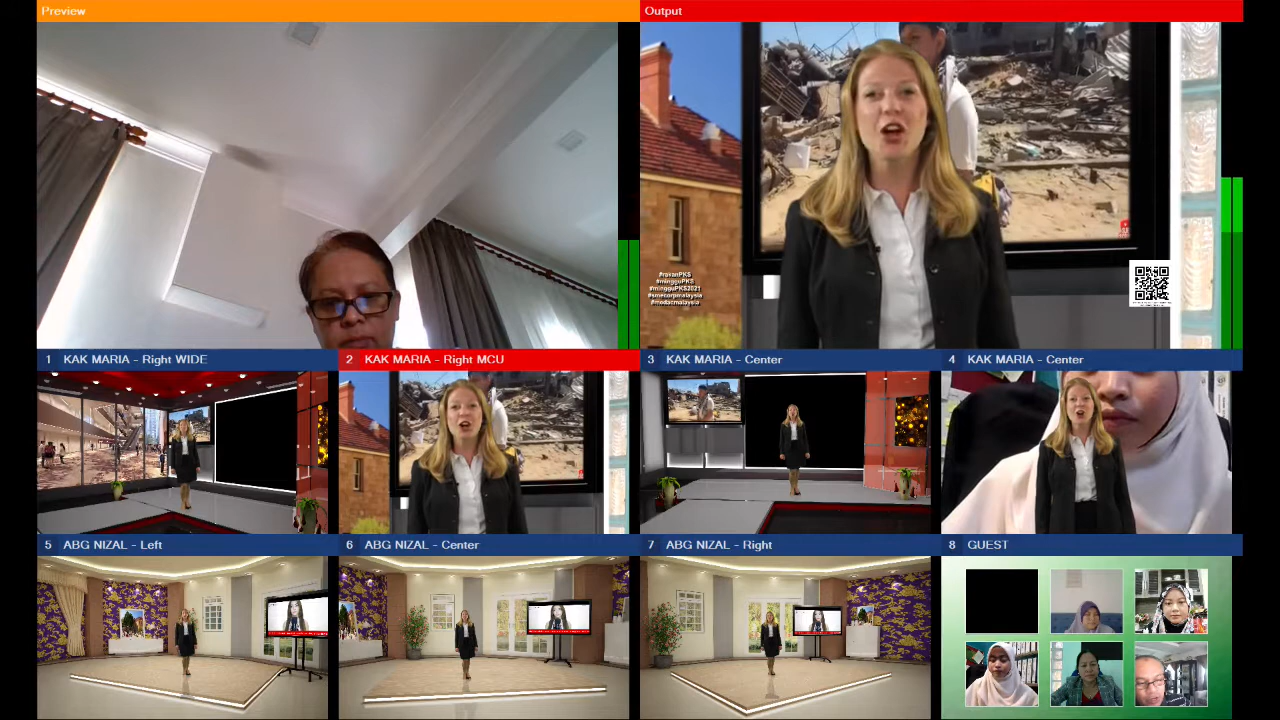 Preview
Output
#rayanPKS
#mingguPKS
#mingguPKS2021
#smecorpmalaysia
#medacmalaysia
1 KAK MARIA - Right WIDE
2 KAK MARIA - Right MCU
3 KAK MARIA - Center
4 KAK MARIA - Center
5 ABG NIZAL - Left
6 ABG NIZAL - Center
7 ABG NIZAL - Right
8 GUEST